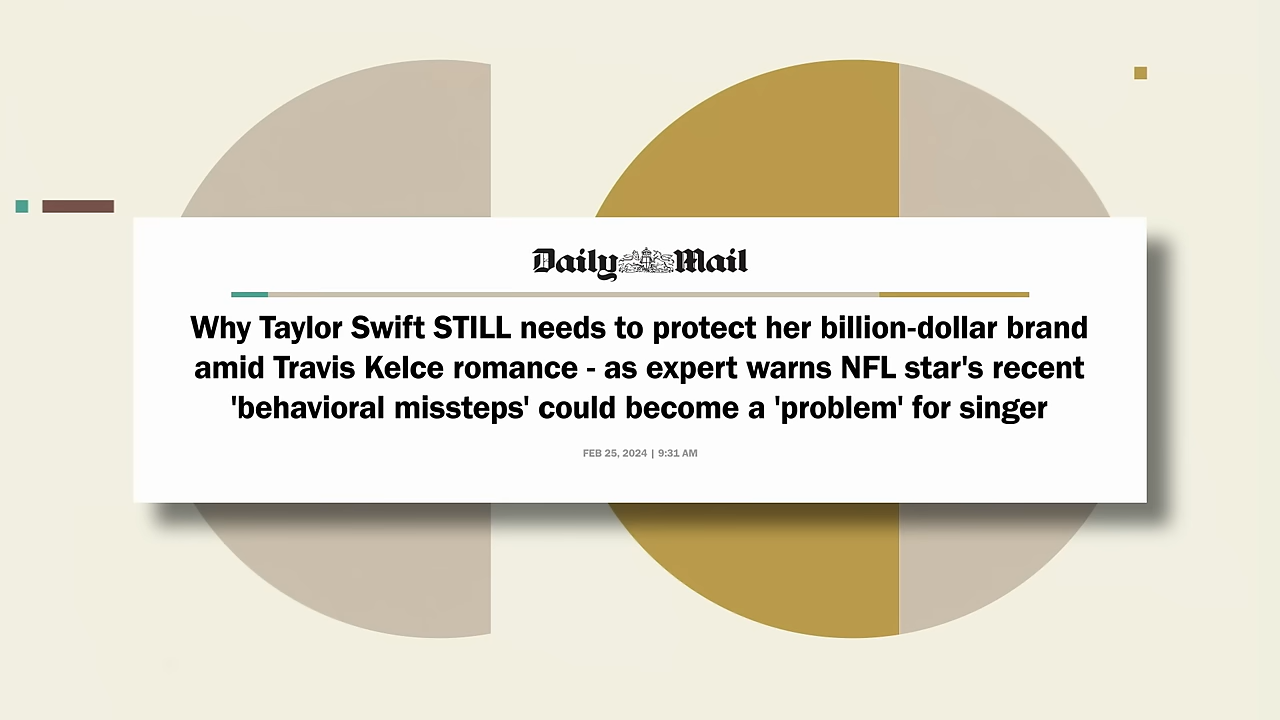 Daily Mail
Why Taylor Swift STILL needs to protect her billion-dollar brand
amid Travis Kelce romance - as expert warns NFL star's recent
'behavioral missteps' could become a 'problem' for singer
FEB 25, 2024 | 9:31 AM